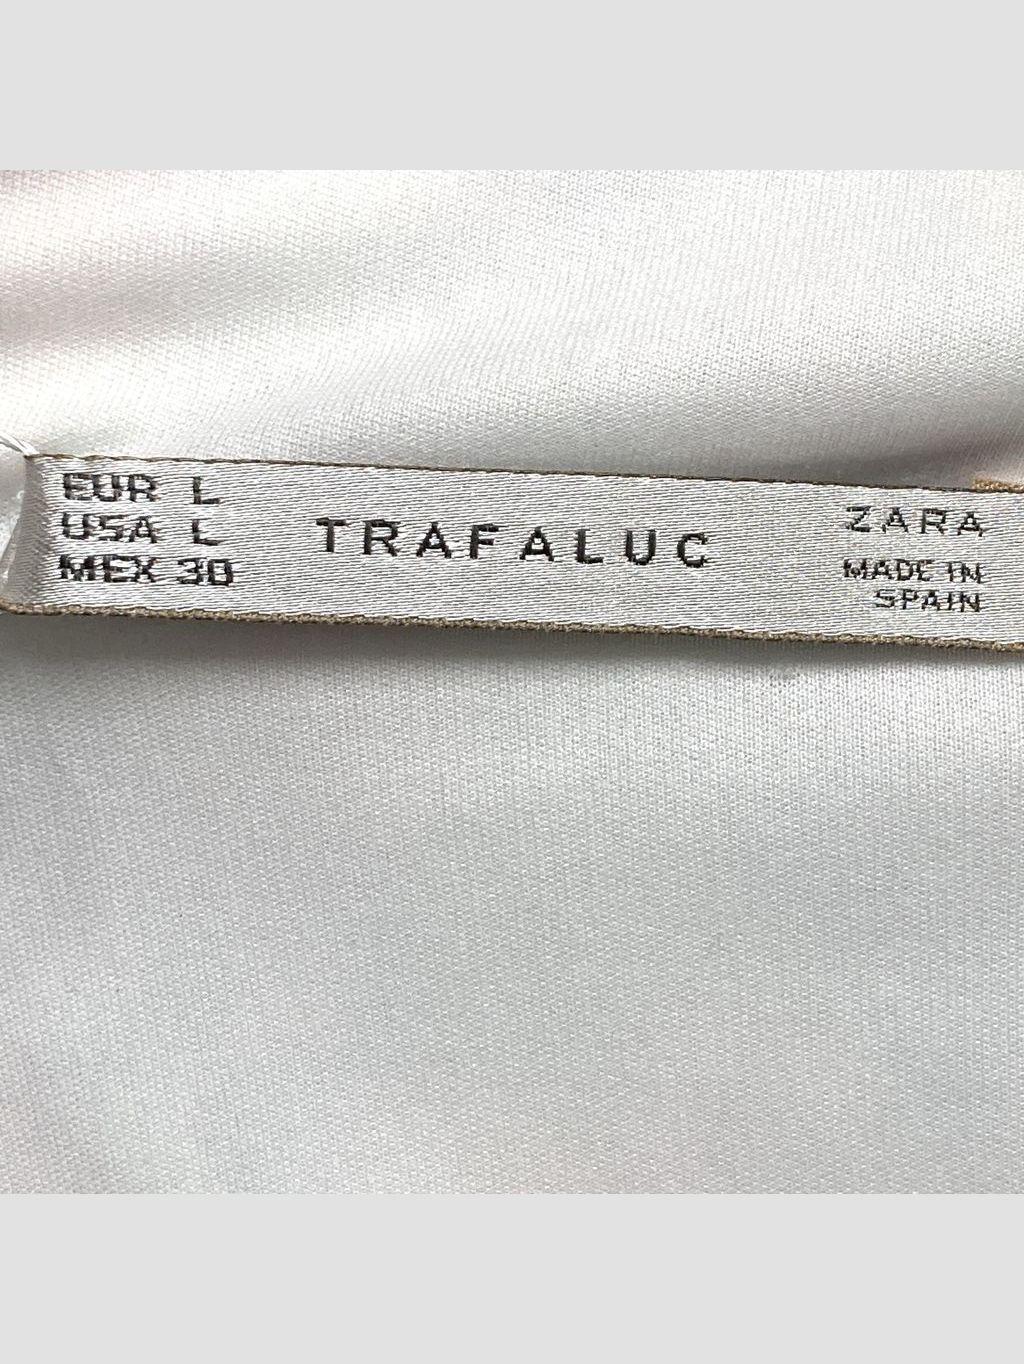 EUR L
USA L
MEX 30
TRAFALUC
ZARA
MADE IN
SPAIN